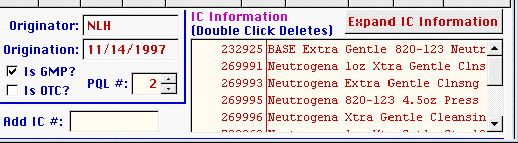 Originator: NLH
Origination: 11/14/1997
Is GMP?
PQL #: 2
Is OTC?
Add IC #:
IC Information
(Double Click Deletes)
Expand IC Information
232925 BASE Extra Gentle 820-123 Neutr
269991 Neutrogena 1oz Xtra Gentle Clns
269993 Neutrogena Extra Gentle Clnsng
269995 Neutrogena 820-123 4.5oz Press
269996 Neutrogena Xtra Gentle Cleansin